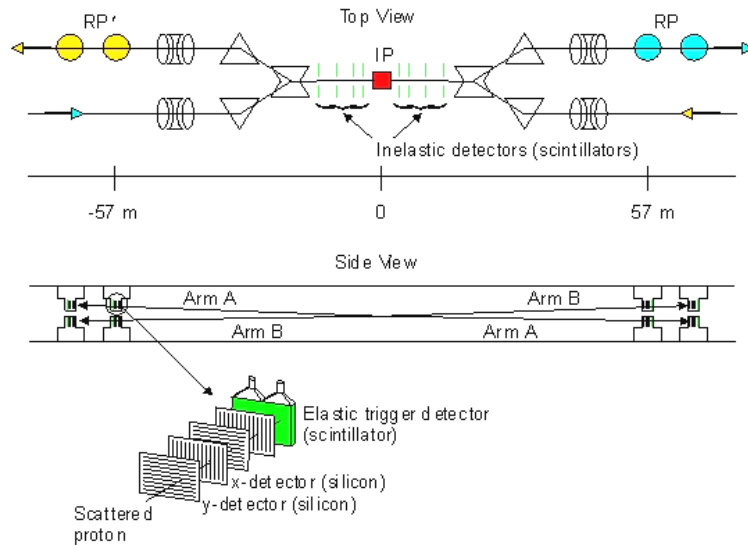 Top View
RP'
RP
IP
Inelastic detectors (scintillators)
-57 m
0
57 m
Side View
Arm A
Arm B
Arm B
Arm A
Elastic trigger detector
(scintillator)
x-detector (silicon)
y-detector (silicon)
Scattered
proton